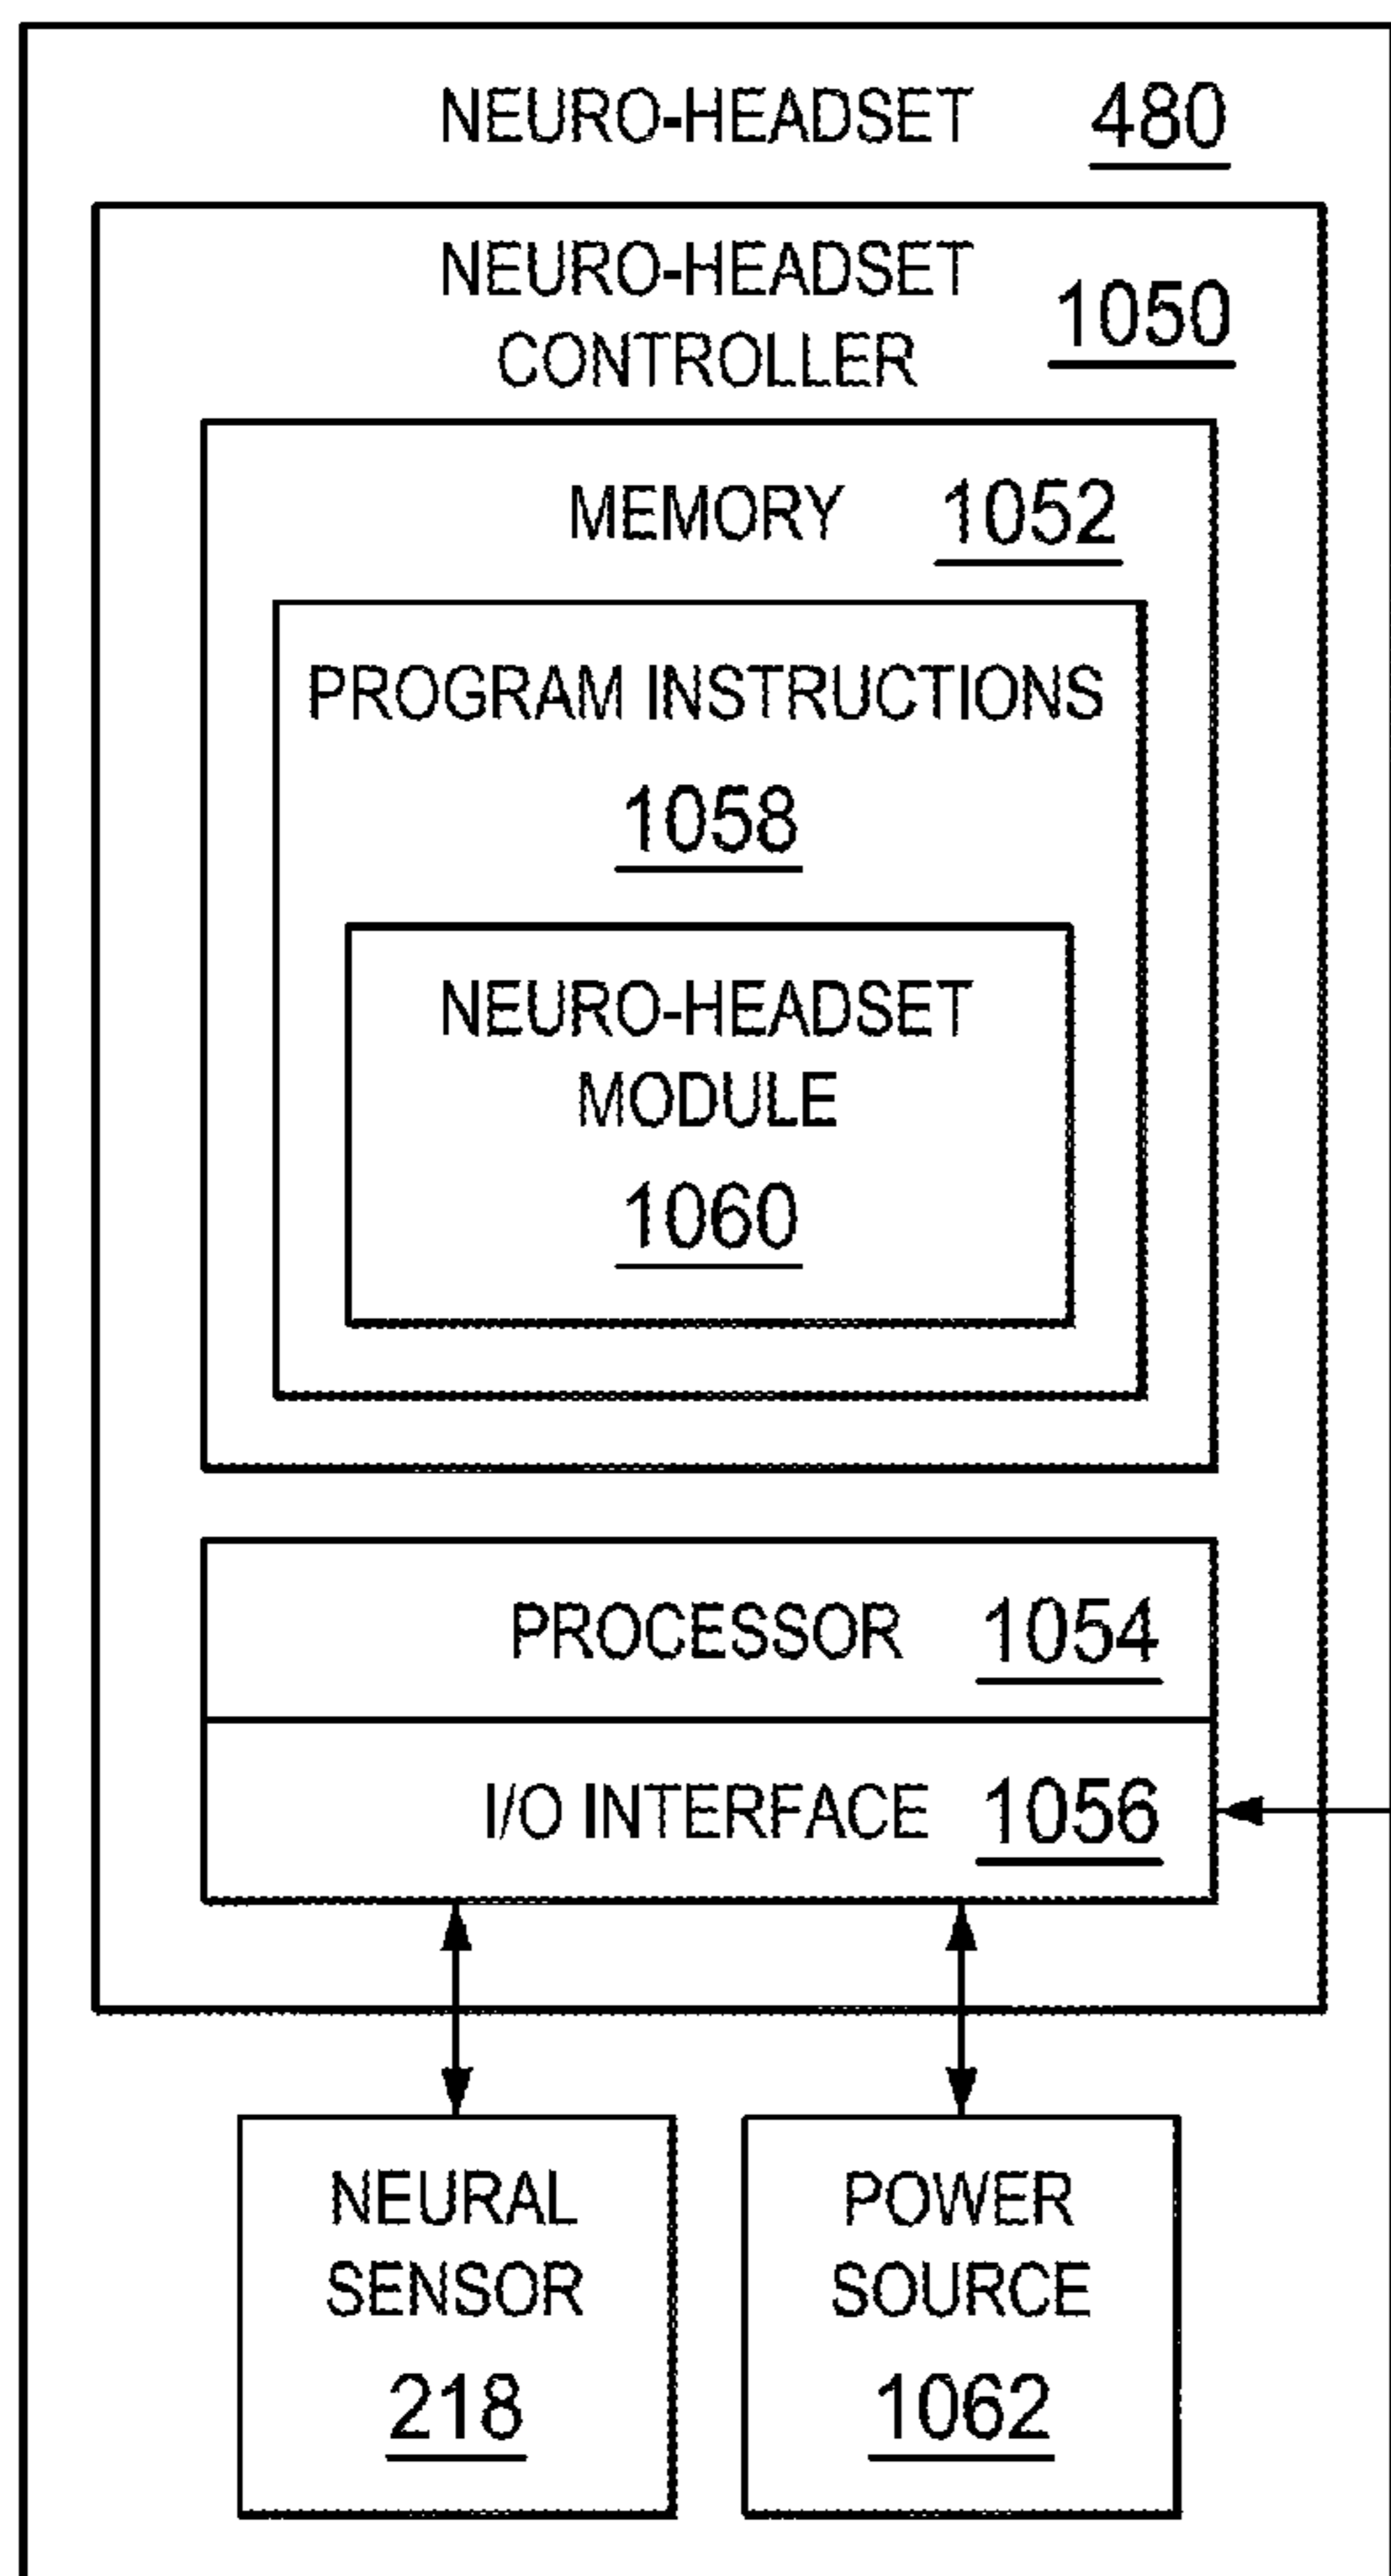 NEURO-HEADSET 480
NEURO-HEADSET
CONTROLLER 1050
MEMORY 1052
PROGRAM INSTRUCTIONS
1058
NEURO-HEADSET
MODULE
1060
PROCESSOR 1054
I/O INTERFACE 1056
NEURAL
SENSOR
218
POWER
SOURCE
1062